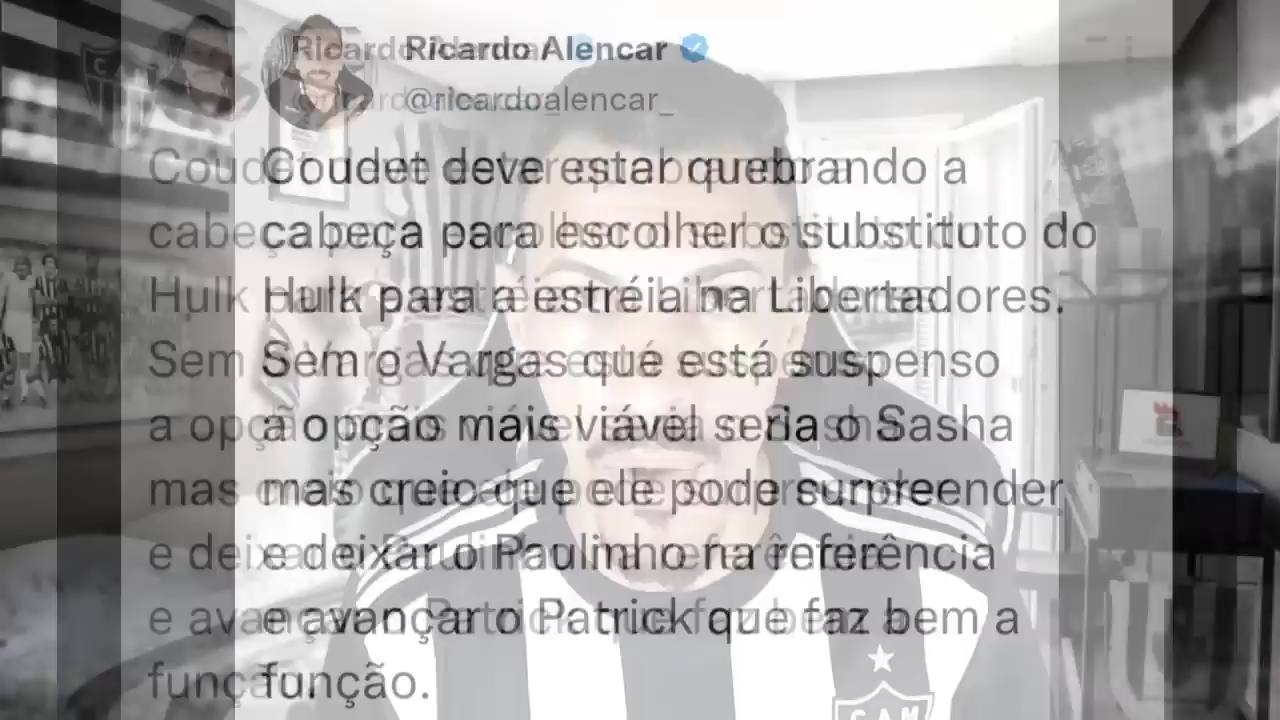 Ricardo Alencar
@ricardoalencar_
Coudet deve estar quebrando a
cabeça para escolher o substituto do
Hulk para a estréia na Libertadores.
Sem o Vargas que está suspenso
a opção mais viável seria o Sasha
mas creio que ele pode surpreender
e deixar o Paulinho na referência
e avançar o Patrick que faz bem a
função.
CAM